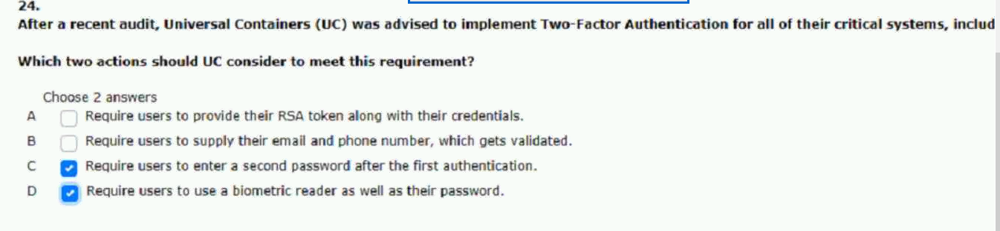 24.
After a recent audit, Universal Containers (UC) was advised to implement Two-Factor Authentication for all of their critical systems, includ
Which two actions should UC consider to meet this requirement?
Choose 2 answers
A Require users to provide their RSA token along with their credentials.
B Require users to supply their email and phone number, which gets validated.
C Require users to enter a second password after the first authentication.
D Require users to use a biometric reader as well as their password.